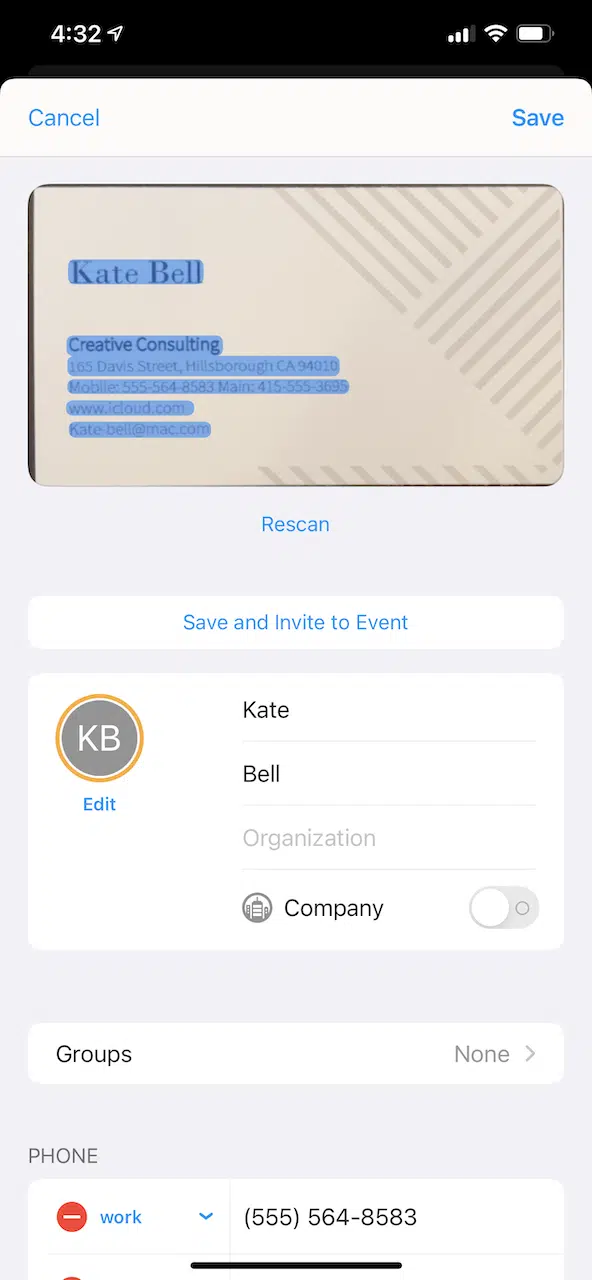 4:32
Cancel
Save
Kate Bell
Creative Consulting
165 Davis Street, Hillsborough CA 94010
Mobile: 555-564-8583 Main: 415-555-3695
www.icloud.com
Kate-bell@mac.com
Rescan
Save and Invite to Event
KB
Edit
Kate
Bell
Organization
Company
Groups
None
PHONE
work
(555) 564-8583